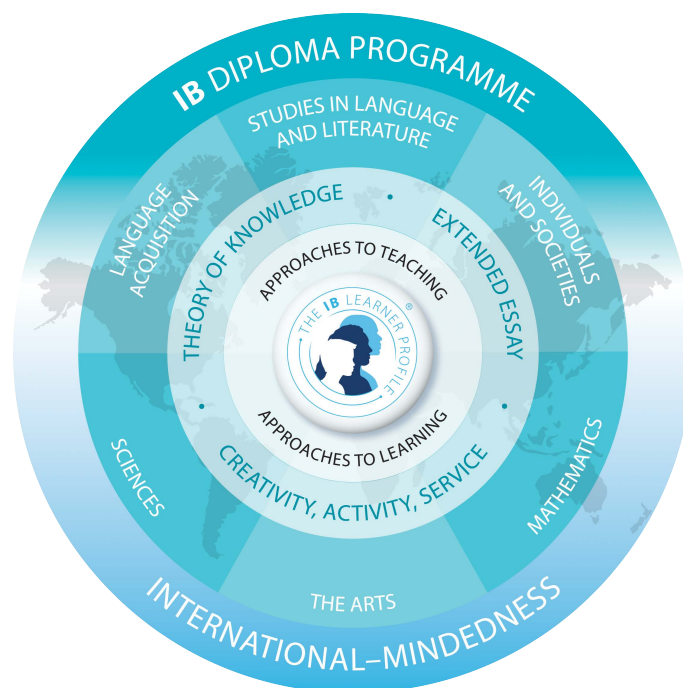 IB DIPLOMA PROGRAMME
STUDIES IN LANGUAGE
AND LITERATURE
LANGUAGE
ACQUISITION
INDIVIDUALS
AND SOCIETIES
THEORY OF KNOWLEDGE
•
EXTENDED ESSAY
APPROACHES TO TEACHING
THE IB LEARNER PROFILE
®
APPROACHES TO LEARNING
•
•
CREATIVITY, ACTIVITY, SERVICE
SCIENCES
MATHEMATICS
THE ARTS
INTERNATIONAL–MINDEDNESS